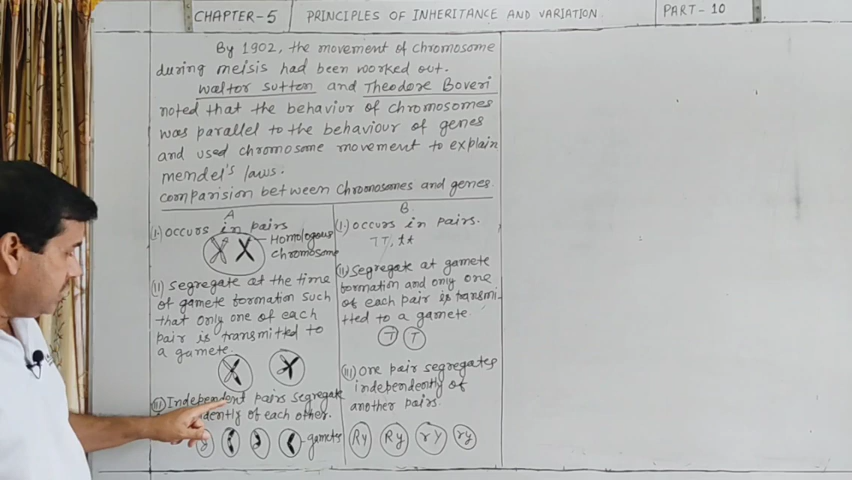 CHAPTER-5 PRINCIPLES OF INHERITANCE AND VARIATION PART-10
By 1902, the movement of chromosome
during meisis had been worked out.
Waltor Sutton and Theodore Boveri
noted that the behaviur of chromosomes
was parallel to the behaviour of genes
and used chromosome movement to explain
mendel's laws.
comparision between chromosomes and genes
A
(I.) occurs in pairs
Homologous
chromosome
(II) segregate at the time
of gamete formation such
that only one of each
pair is transmitted to
a gamete.
(III) Independent pairs segregate
of each other.
gametes
B.
(I.) occurs in pairs.
TT, tt
(II) segregate at gamete
formation and only one
of each pair is transmi-
tted to a gamete.
T T
(III) One pair segregates
independently of
another pairs.
Ry Ry rY ry